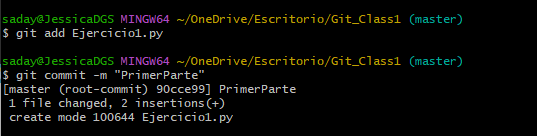 saday@JessicaDGS MINGW64 ~/OneDrive/Escritorio/Git_Class1 (master)
$ git add Ejercicio1.py
saday@JessicaDGS MINGW64 ~/OneDrive/Escritorio/Git_Class1 (master)
$ git commit -m "PrimerParte"
[master (root-commit) 90cce99] PrimerParte
1 file changed, 2 insertions(+)
create mode 100644 Ejercicio1.py